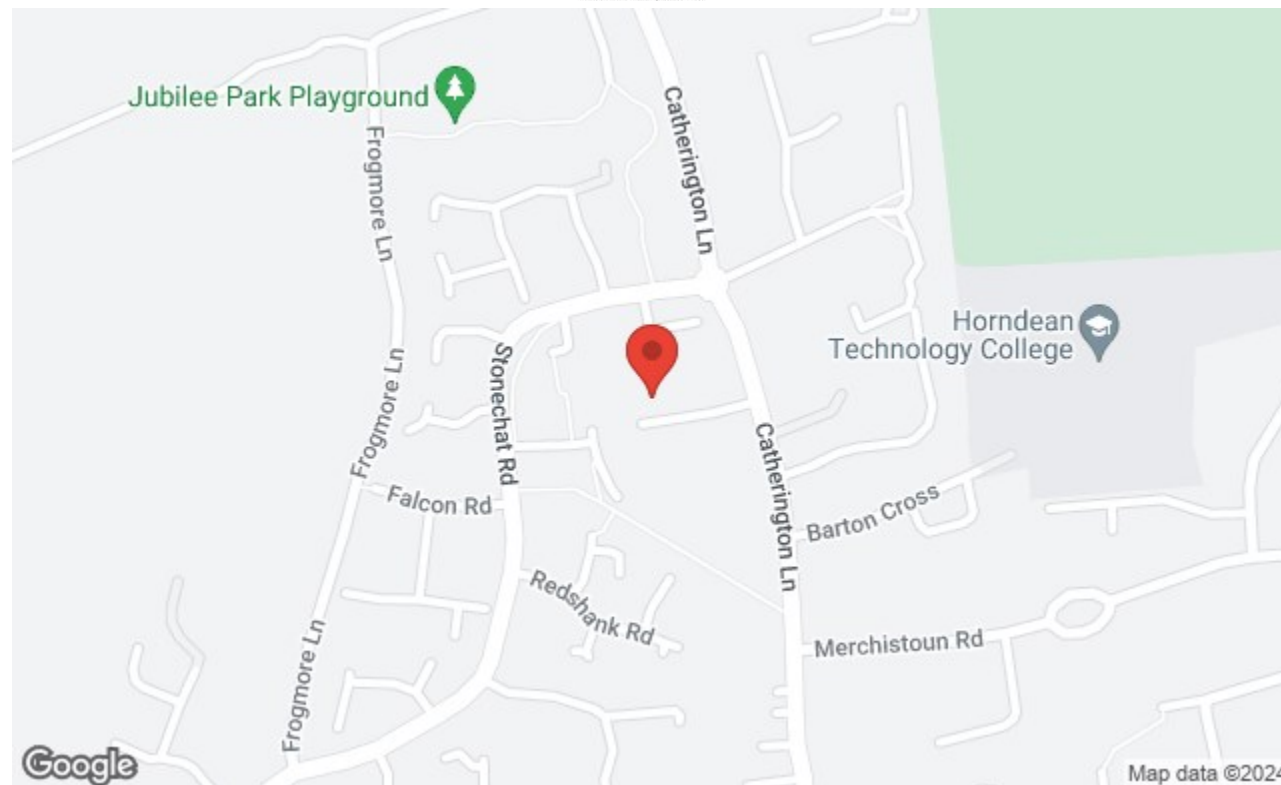 Jubilee Park Playground
Frogmore Ln
Catherington Ln
Horndean
Technology College
Stonechat Rd
Frogmore Ln
Catherington Ln
Falcon Rd
Barton Cross
Redshank Rd
Merchistoun Rd
Frogmore Ln
Google
Map data ©2024